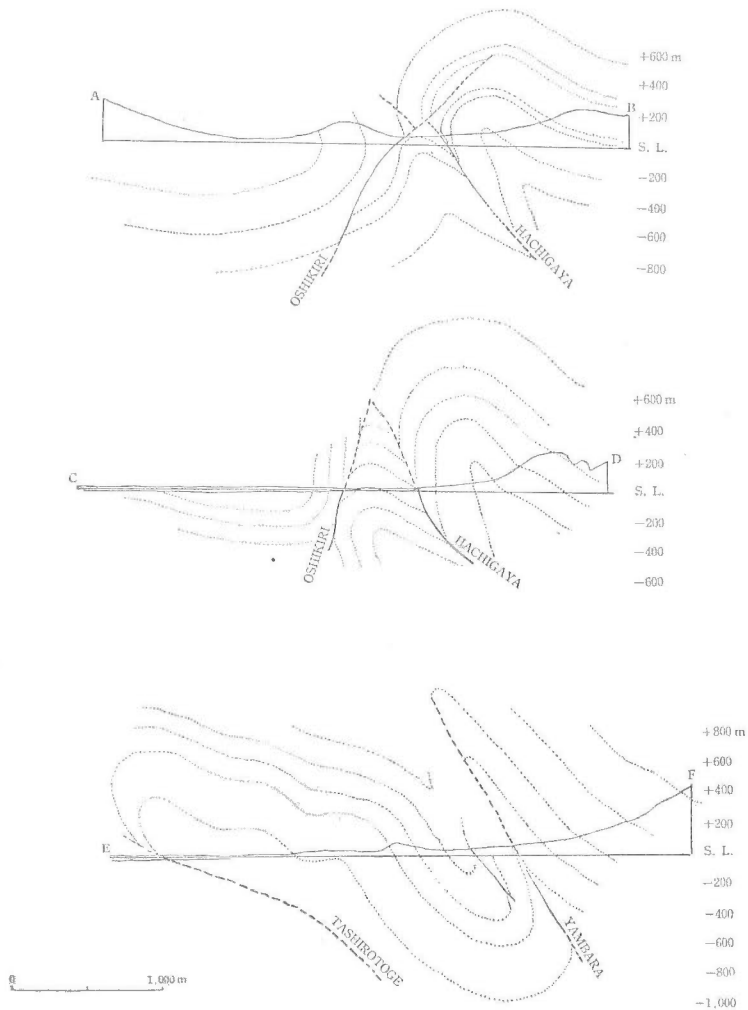 A
B
+600 m
+400
+200
S. L.
−200
−400
−600
−800
OSHIKIRI
HACHIGAYA
C
D
+600 m
+400
+200
S. L.
−200
−400
−600
OSHIKIRI
HACHIGAYA
E
F
+800 m
+600
+400
+200
S. L.
−200
−400
−600
−800
−1,000
TASHIROTOGE
YAMBARA
0 1,000 m